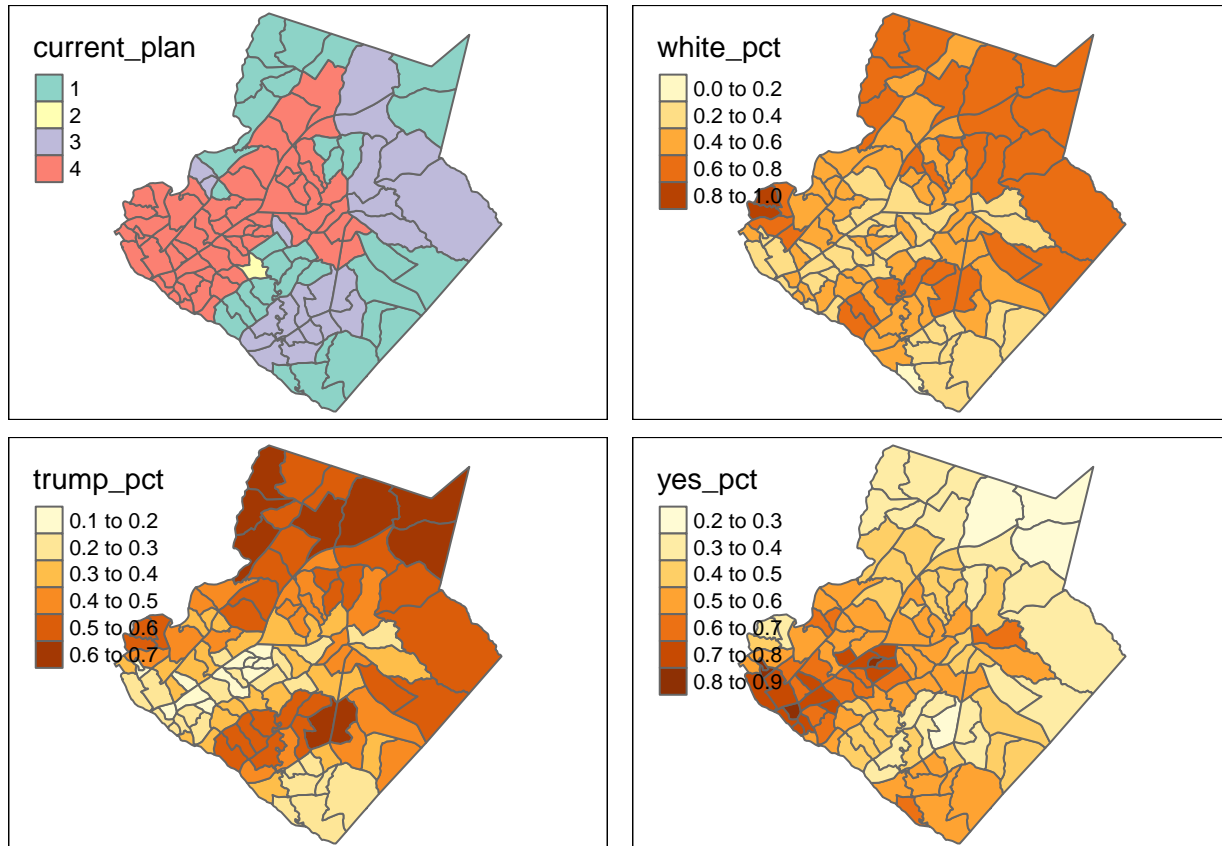 current_plan
1
2
3
4
white_pct
0.0 to 0.2
0.2 to 0.4
0.4 to 0.6
0.6 to 0.8
0.8 to 1.0
trump_pct
0.1 to 0.2
0.2 to 0.3
0.3 to 0.4
0.4 to 0.5
0.5 to 0.6
0.6 to 0.7
yes_pct
0.2 to 0.3
0.3 to 0.4
0.4 to 0.5
0.5 to 0.6
0.6 to 0.7
0.7 to 0.8
0.8 to 0.9